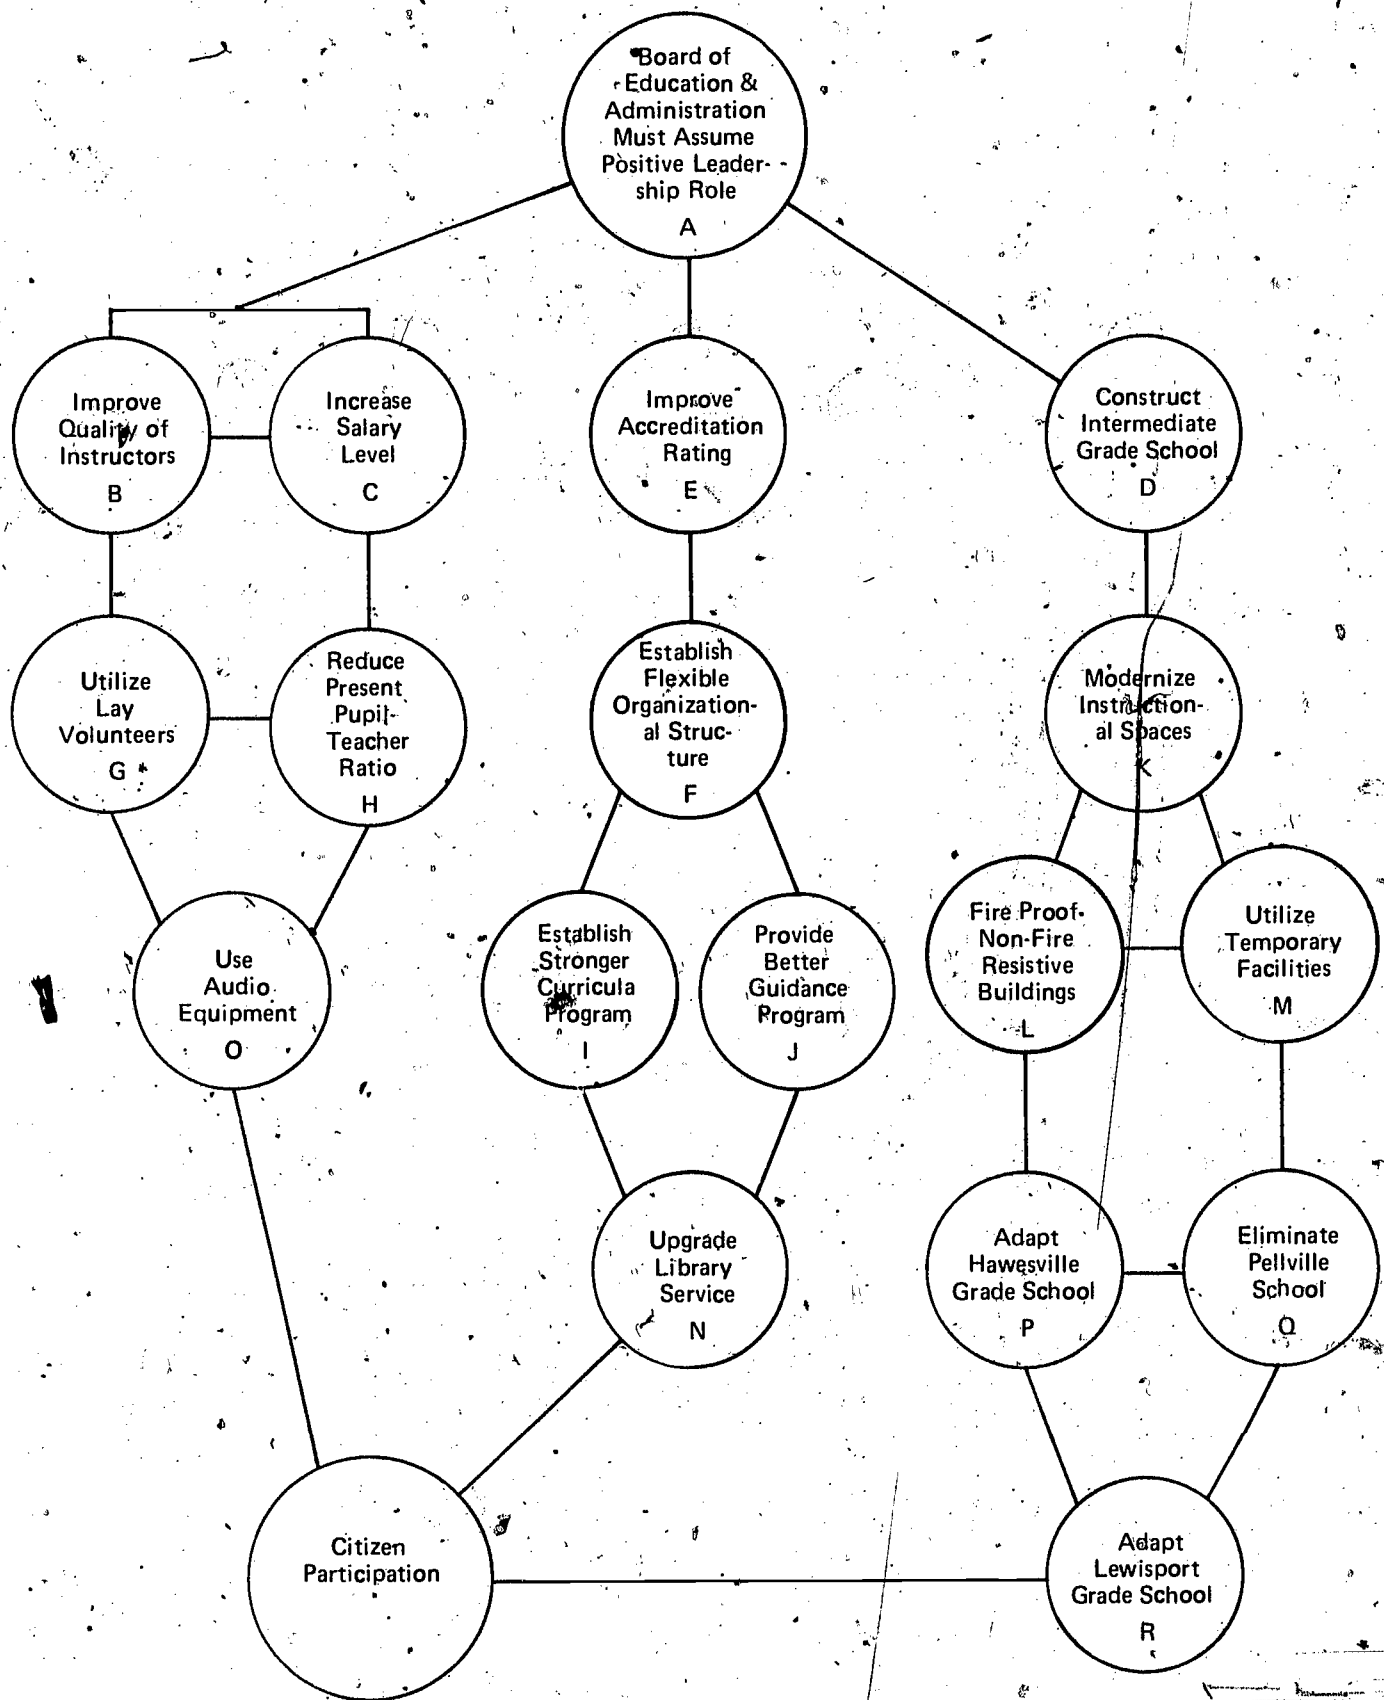 Board of
Education &
Administration
Must Assume
Positive Leader-
ship Role
A
Improve
Quality of
Instructors
B
Increase
Salary
Level
C
Improve
Accreditation
Rating
E
Construct
Intermediate
Grade School
D
Utilize
Lay
Volunteers
G
Reduce
Present
Pupil-
Teacher
Ratio
H
Establish
Flexible
Organization-
al Struc-
ture
F
Modernize
Instruction-
al Spaces
K
Use
Audio
Equipment
O
Establish
Stronger
Curricula
Program
I
Provide
Better
Guidance
Program
J
Fire Proof-
Non-Fire
Resistive
Buildings
L
Utilize
Temporary
Facilities
M
Upgrade
Library
Service
N
Adapt
Hawesville
Grade School
P
Eliminate
Pellville
School
Q
Citizen
Participation
Adapt
Lewisport
Grade School
R